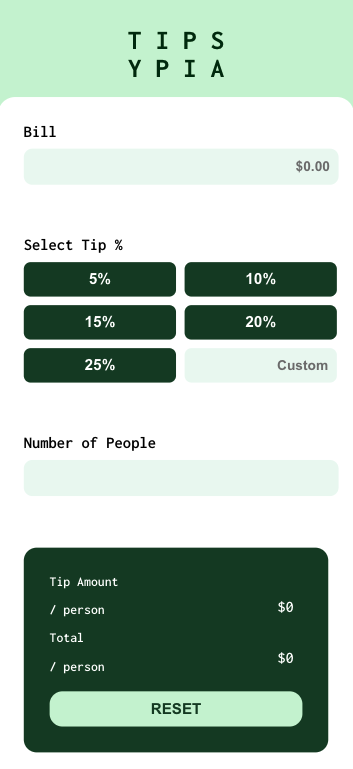 T I P S
Y P I A
Bill
$0.00
Select Tip %
5%
10%
15%
20%
25%
Custom
Number of People
Tip Amount
/ person
$0
Total
/ person
$0
RESET